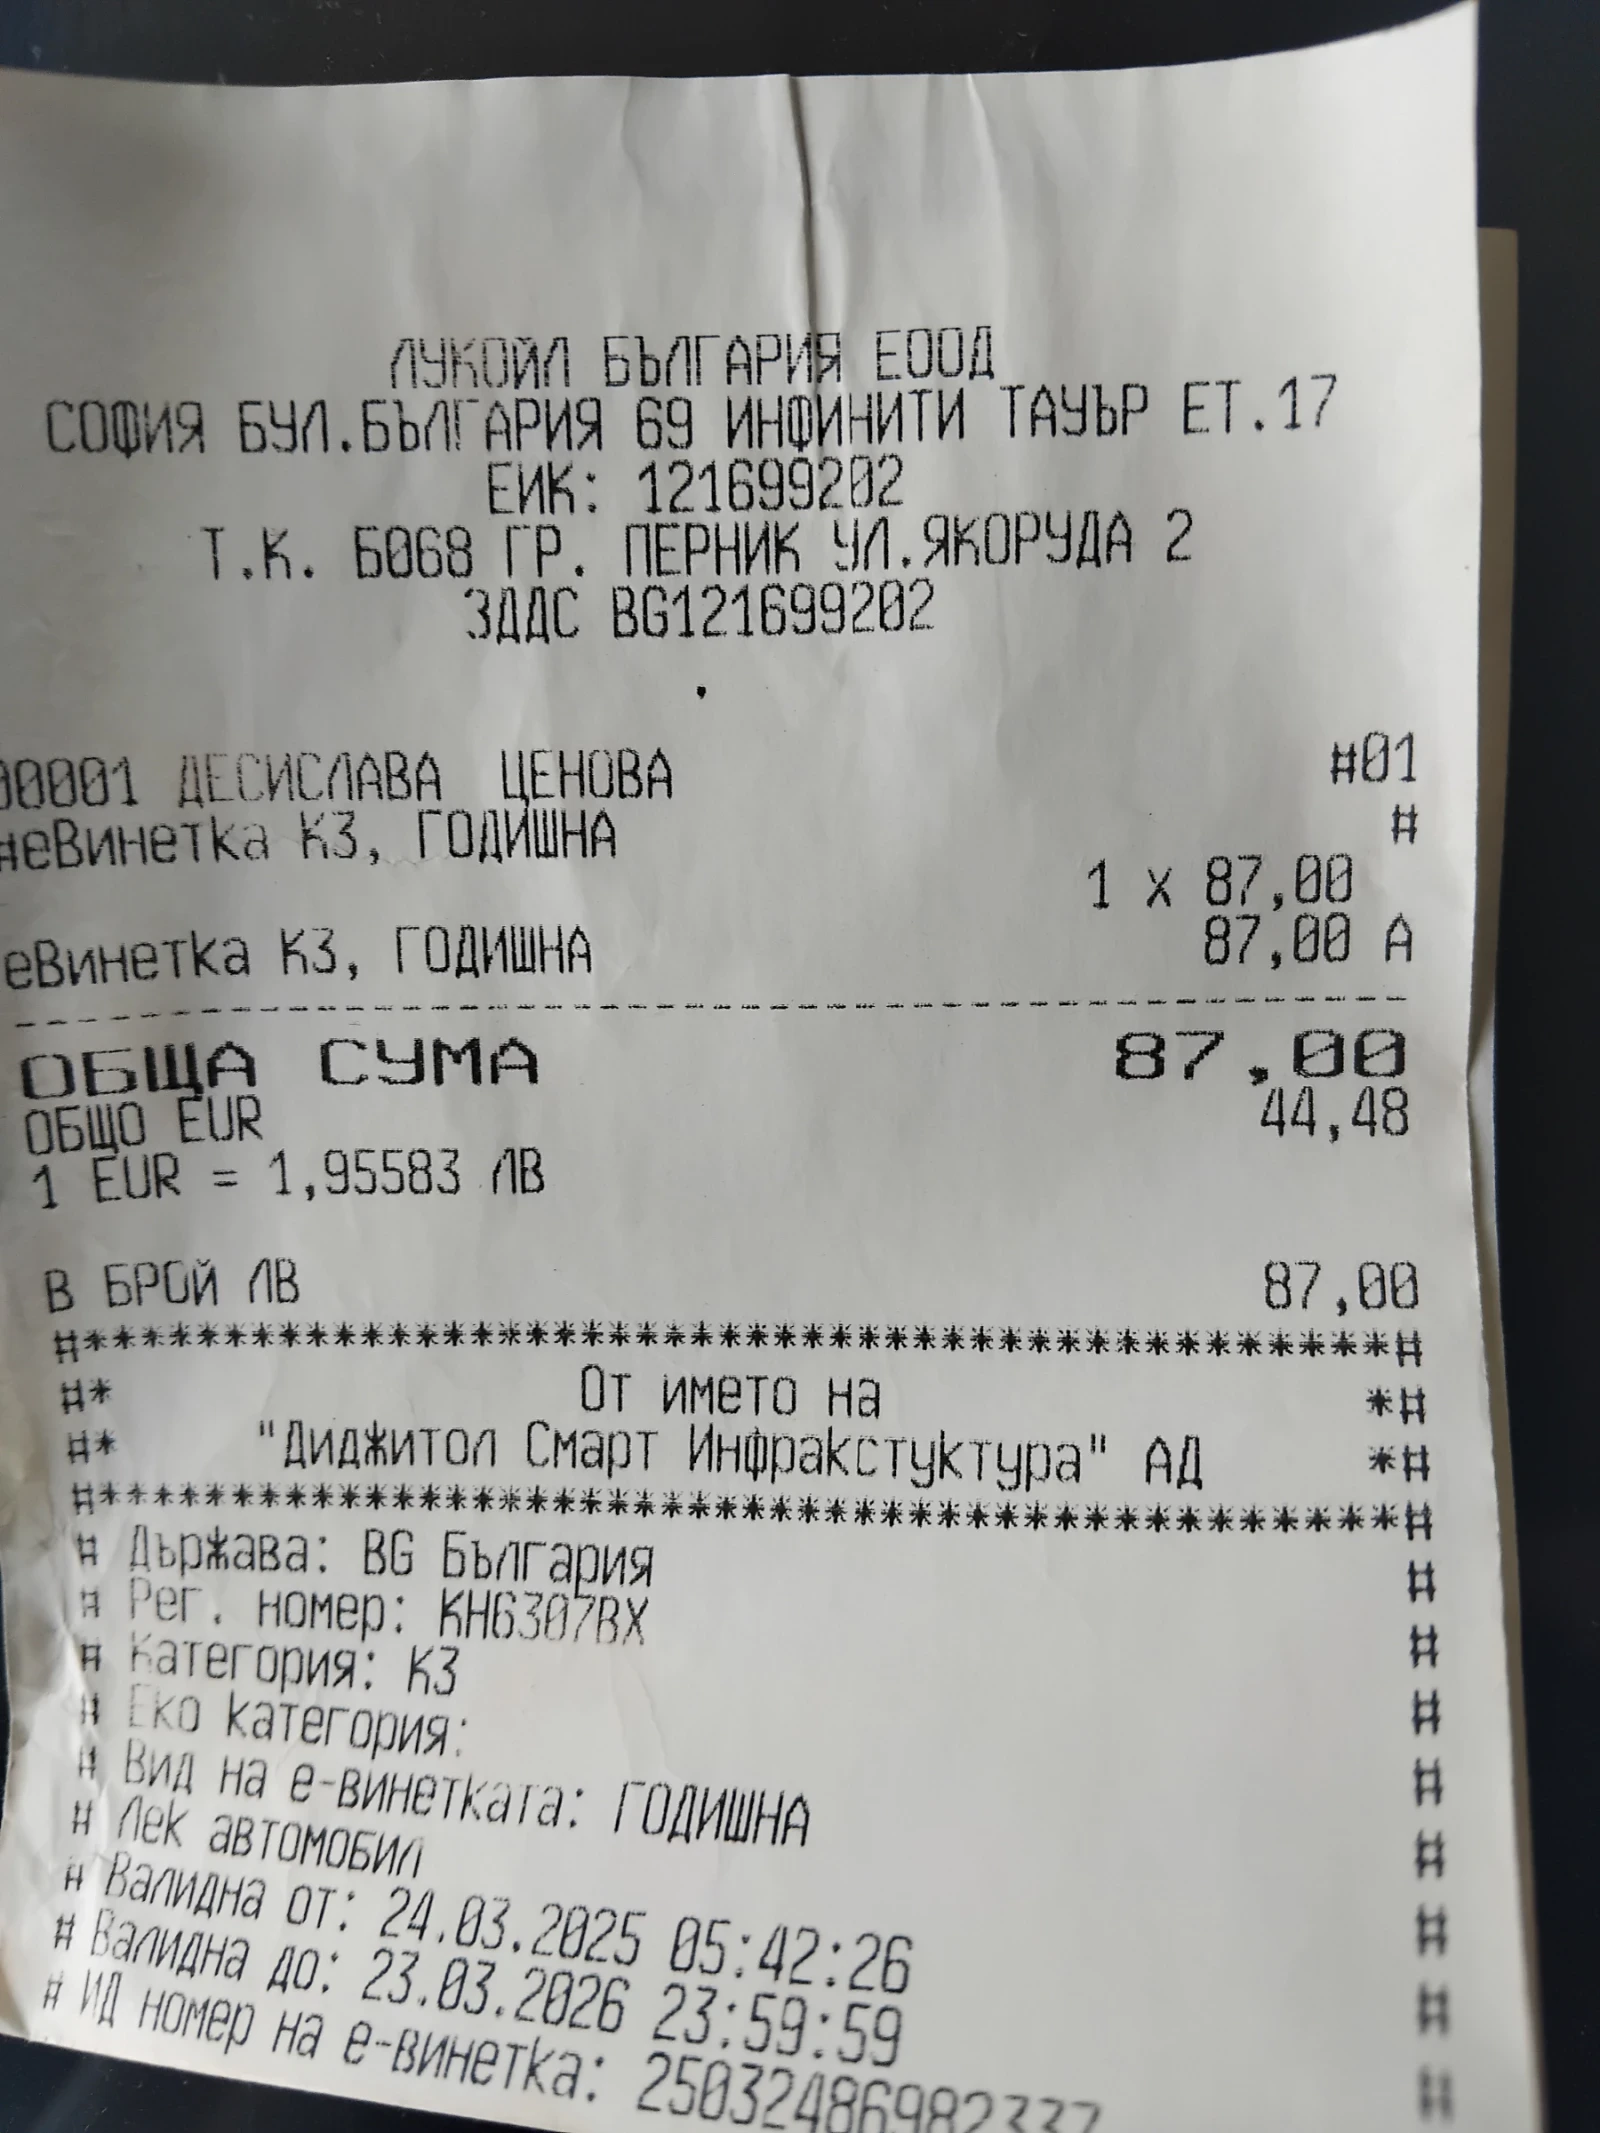 ЛУКОЙЛ БЪЛГАРИЯ ЕООД
СОФИЯ БУЛ.БЪЛГАРИЯ 69 ИНФИНИТИ ТАУЪР ЕТ.17
ЕИК: 121699202
Т.К. Б068 ГР. ПЕРНИК УЛ.ЯКОРУДА 2
ЗДДС BG121699202
00001 ДЕСИСЛАВА ЦЕНОВА #01
#еВинетка К3, ГОДИШНА #
1 x 87,00
еВинетка К3, ГОДИШНА 87,00 А
ОБЩА СУМА 87.00
ОБЩО EUR 44,48
1 EUR = 1,95583 ЛВ
В БРОЙ ЛВ 87,00
#************************************************#
#* От името на *#
#* "Диджитол Смарт Инфракстуктура" АД *#
#************************************************#
# Държава: BG България #
# Рег. номер: КН6307ВХ #
# Категория: К3 #
# Еко категория: #
# Вид на е-винетката: ГОДИШНА #
# Лек автомобил #
# Валидна от: 24.03.2025 05:42:26 #
# Валидна до: 23.03.2026 23:59:59 #
# ИД номер на е-винетка: 25032486982337 #